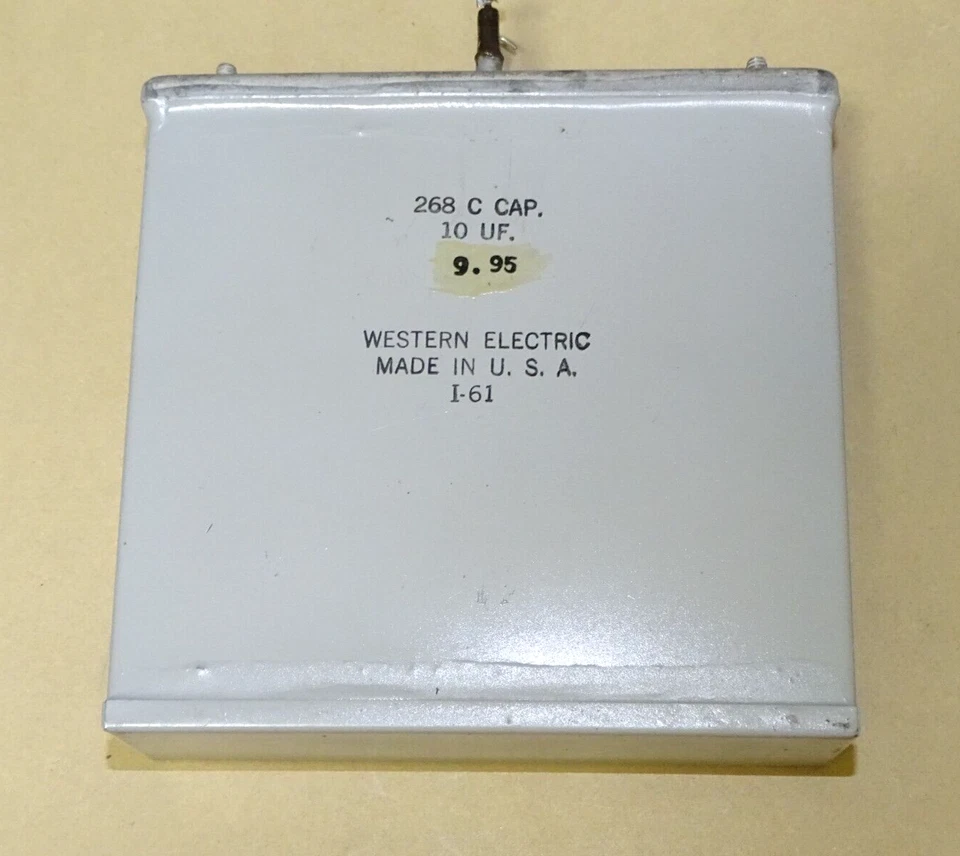 268 C CAP.
10 UF.
9.95
WESTERN ELECTRIC
MADE IN U. S. A.
I-61